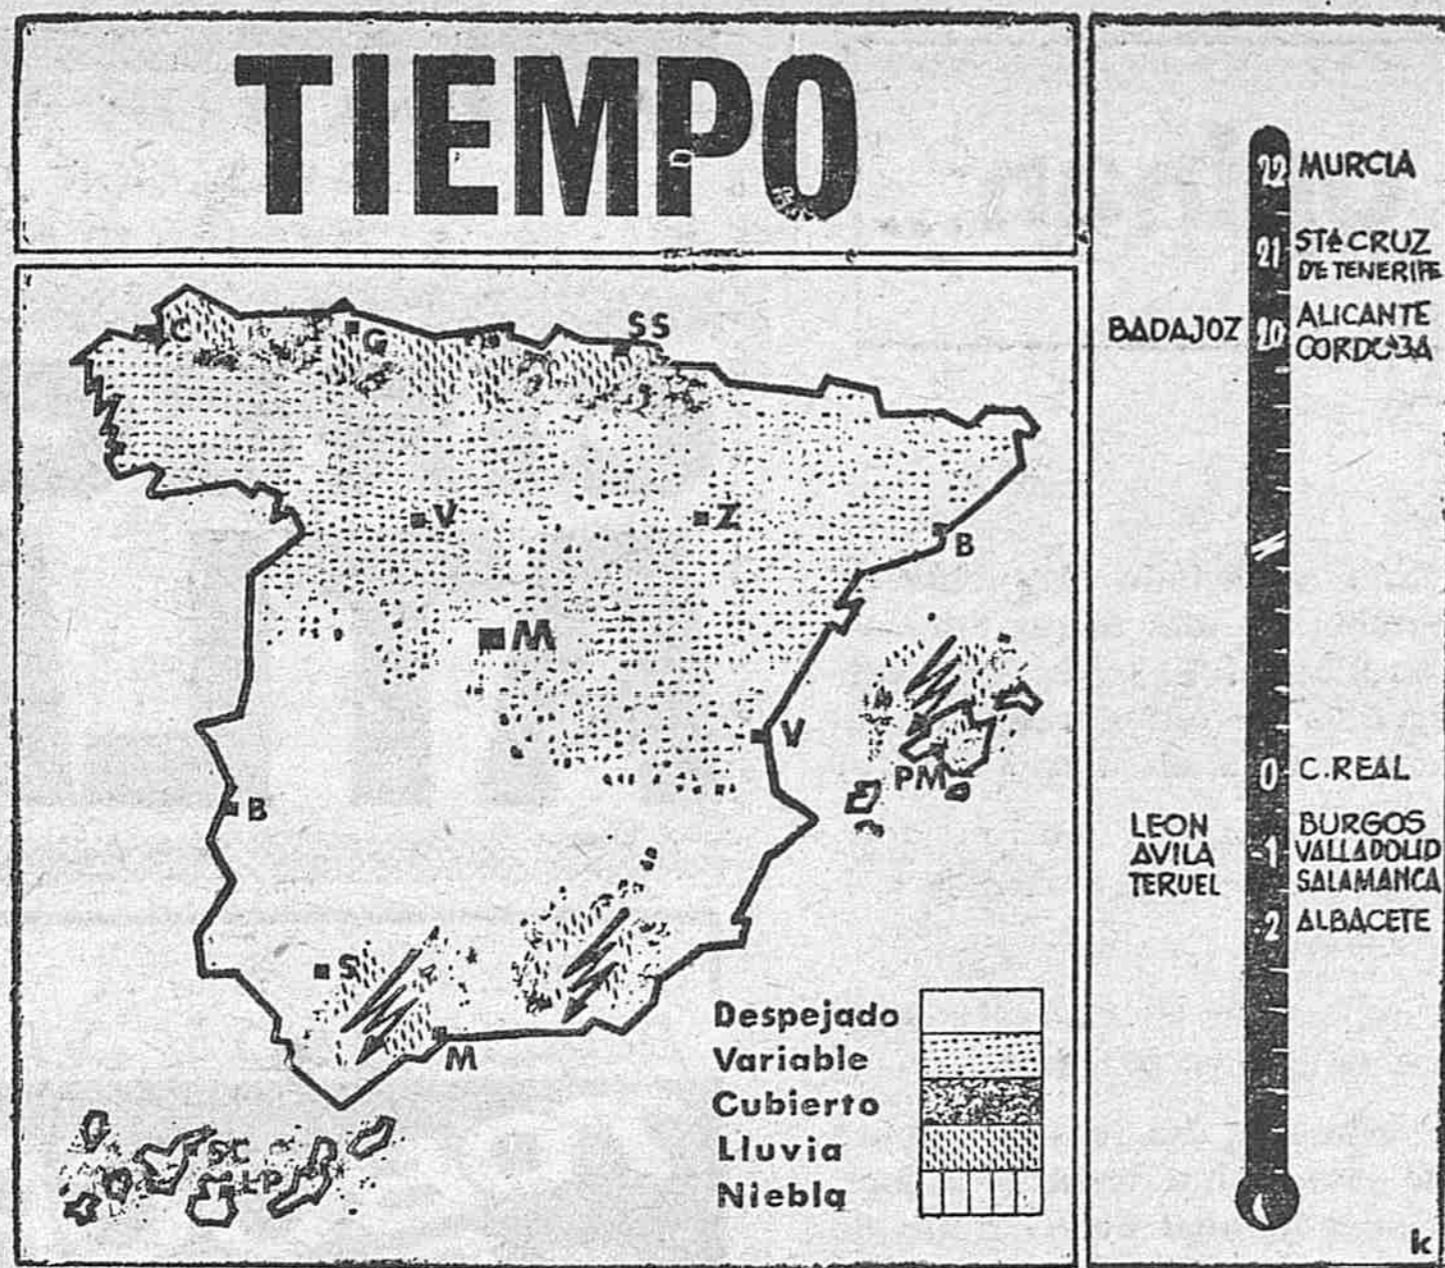 TIEMPO
C
G
SS
V
Z
B
M
V
PM
B
S
M
SC
LP
Despejado
Variable
Cubierto
Lluvia
Niebla
22 MURCIA
21 STA CRUZ
DE TENERIFE
BADAJOZ 20 ALICANTE
CORDOBA
0 C.REAL
LEON
AVILA
TERUEL
-1
BURGOS
VALLADOLID
SALAMANCA
-2 ALBACETE
k